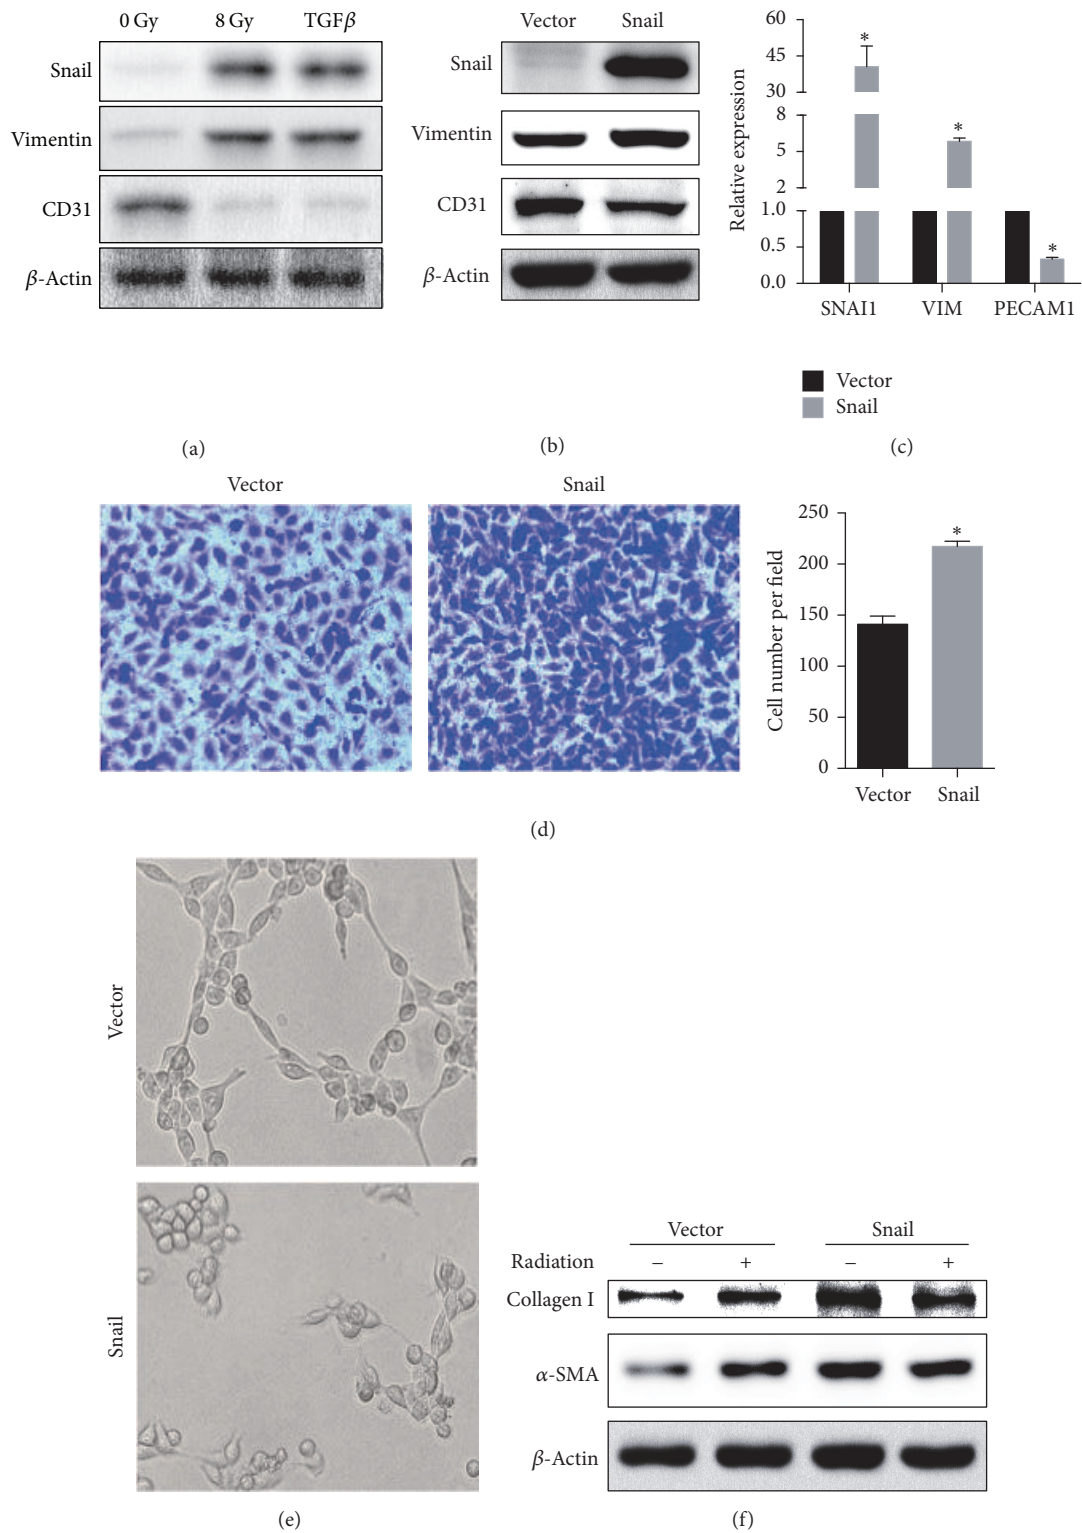 0 Gy 8 Gy TGFβ
Snail
Vimentin
CD31
β-Actin
(a)
Vector Snail
Snail
Vimentin
CD31
β-Actin
(b)
Relative expression
60
45
30
8
5
2
1.0
0.5
0.0
* * *
SNAI1 VIM PECAM1
Vector
Snail
(c)
Vector Snail
Cell number per field
250
200
150
100
50
0
*
Vector Snail
(d)
Vector
Snail
(e)
Vector Snail
Radiation − + − +
Collagen I
α-SMA
β-Actin
(f)